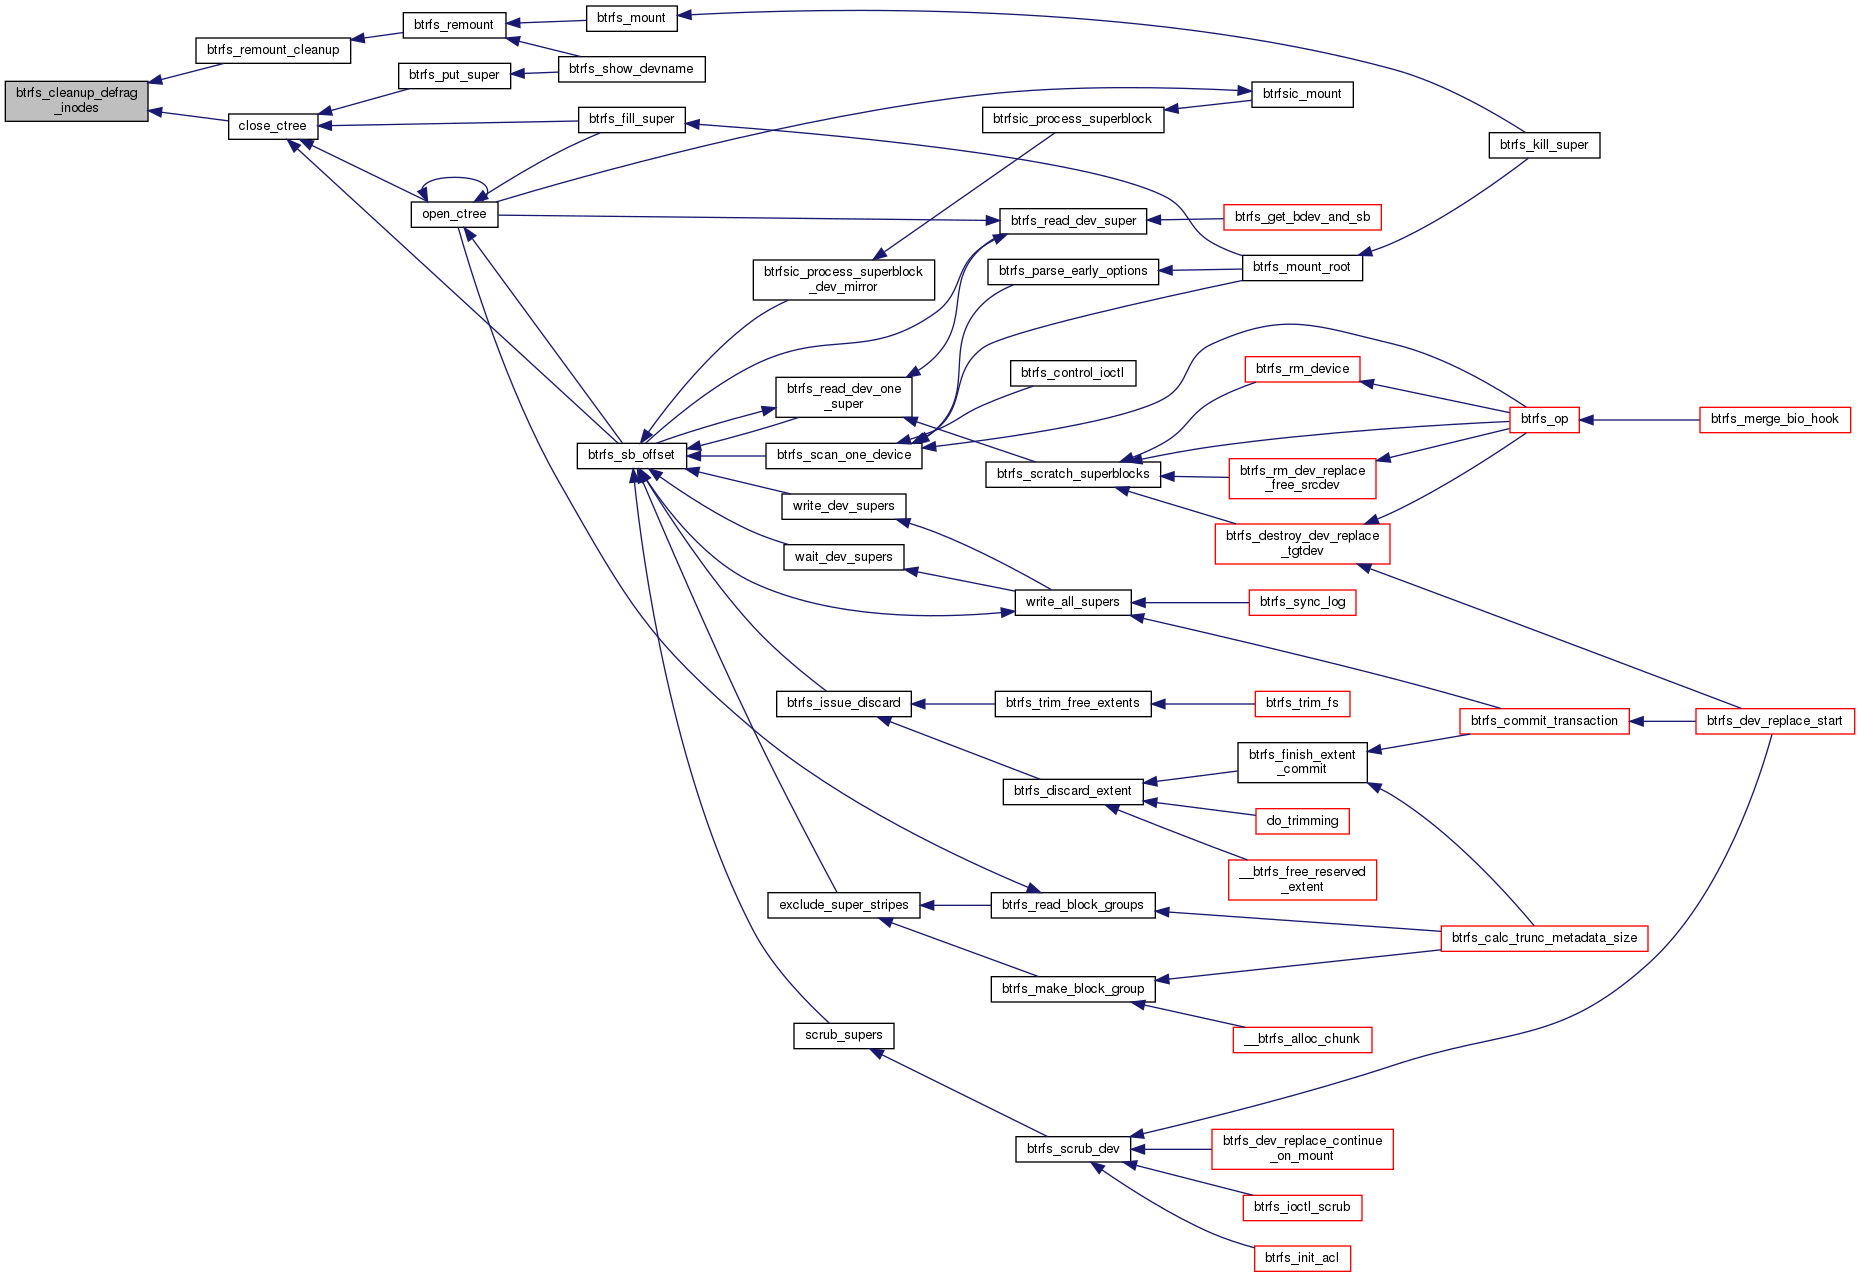 btrfs_cleanup_defrag
_inodes
btrfs_remount_cleanup
close_ctree
btrfs_remount
btrfs_put_super
open_ctree
btrfs_mount
btrfs_show_devname
btrfs_fill_super
btrfs_sb_offset
btrfsic_process_superblock
_dev_mirror
btrfs_read_dev_one
_super
btrfs_scan_one_device
write_dev_supers
wait_dev_supers
btrfs_issue_discard
exclude_super_stripes
scrub_supers
btrfsic_process_superblock
btrfs_read_dev_super
btrfs_parse_early_options
btrfs_control_ioctl
btrfs_scratch_superblocks
write_all_supers
btrfs_trim_free_extents
btrfs_discard_extent
btrfs_read_block_groups
btrfs_make_block_group
btrfs_scrub_dev
btrfsic_mount
btrfs_get_bdev_and_sb
btrfs_mount_root
btrfs_rm_device
btrfs_rm_dev_replace
_free_srcdev
btrfs_destroy_dev_replace
_tgtdev
btrfs_sync_log
btrfs_trim_fs
btrfs_finish_extent
_commit
do_trimming
__btrfs_free_reserved
_extent
__btrfs_alloc_chunk
btrfs_dev_replace_continue
_on_mount
btrfs_ioctl_scrub
btrfs_init_acl
btrfs_kill_super
btrfs_op
btrfs_commit_transaction
btrfs_calc_trunc_metadata_size
btrfs_merge_bio_hook
btrfs_dev_replace_start